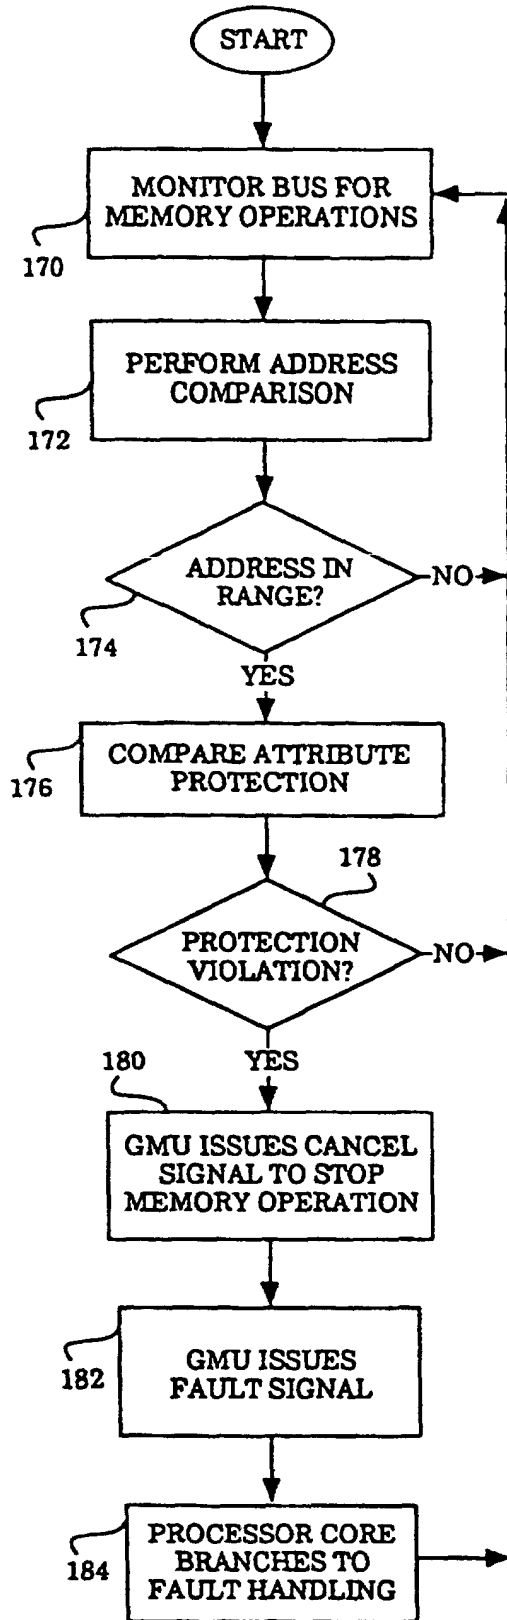 START
MONITOR BUS FOR
MEMORY OPERATIONS
170
PERFORM ADDRESS
COMPARISON
172
ADDRESS IN
RANGE?
NO
174
YES
COMPARE ATTRIBUTE
PROTECTION
176
178
PROTECTION
VIOLATION?
NO
YES
180
GMU ISSUES CANCEL
SIGNAL TO STOP
MEMORY OPERATION
GMU ISSUES
FAULT SIGNAL
182
PROCESSOR CORE
BRANCHES TO
FAULT HANDLING
184